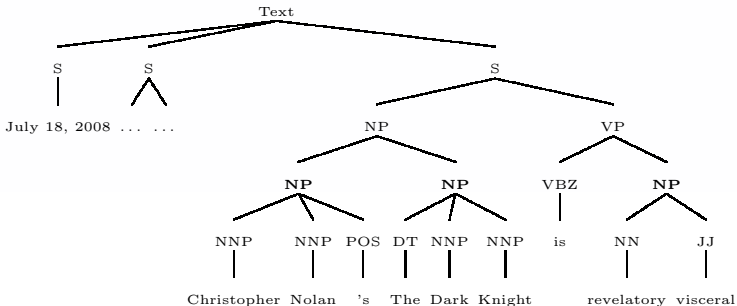 Text
S S S
July 18, 2008 ... ... NP VP
NP NP VBZ NP
NNP NNP POS DT NNP NNP is NN JJ
Christopher Nolan 's The Dark Knight revelatory visceral